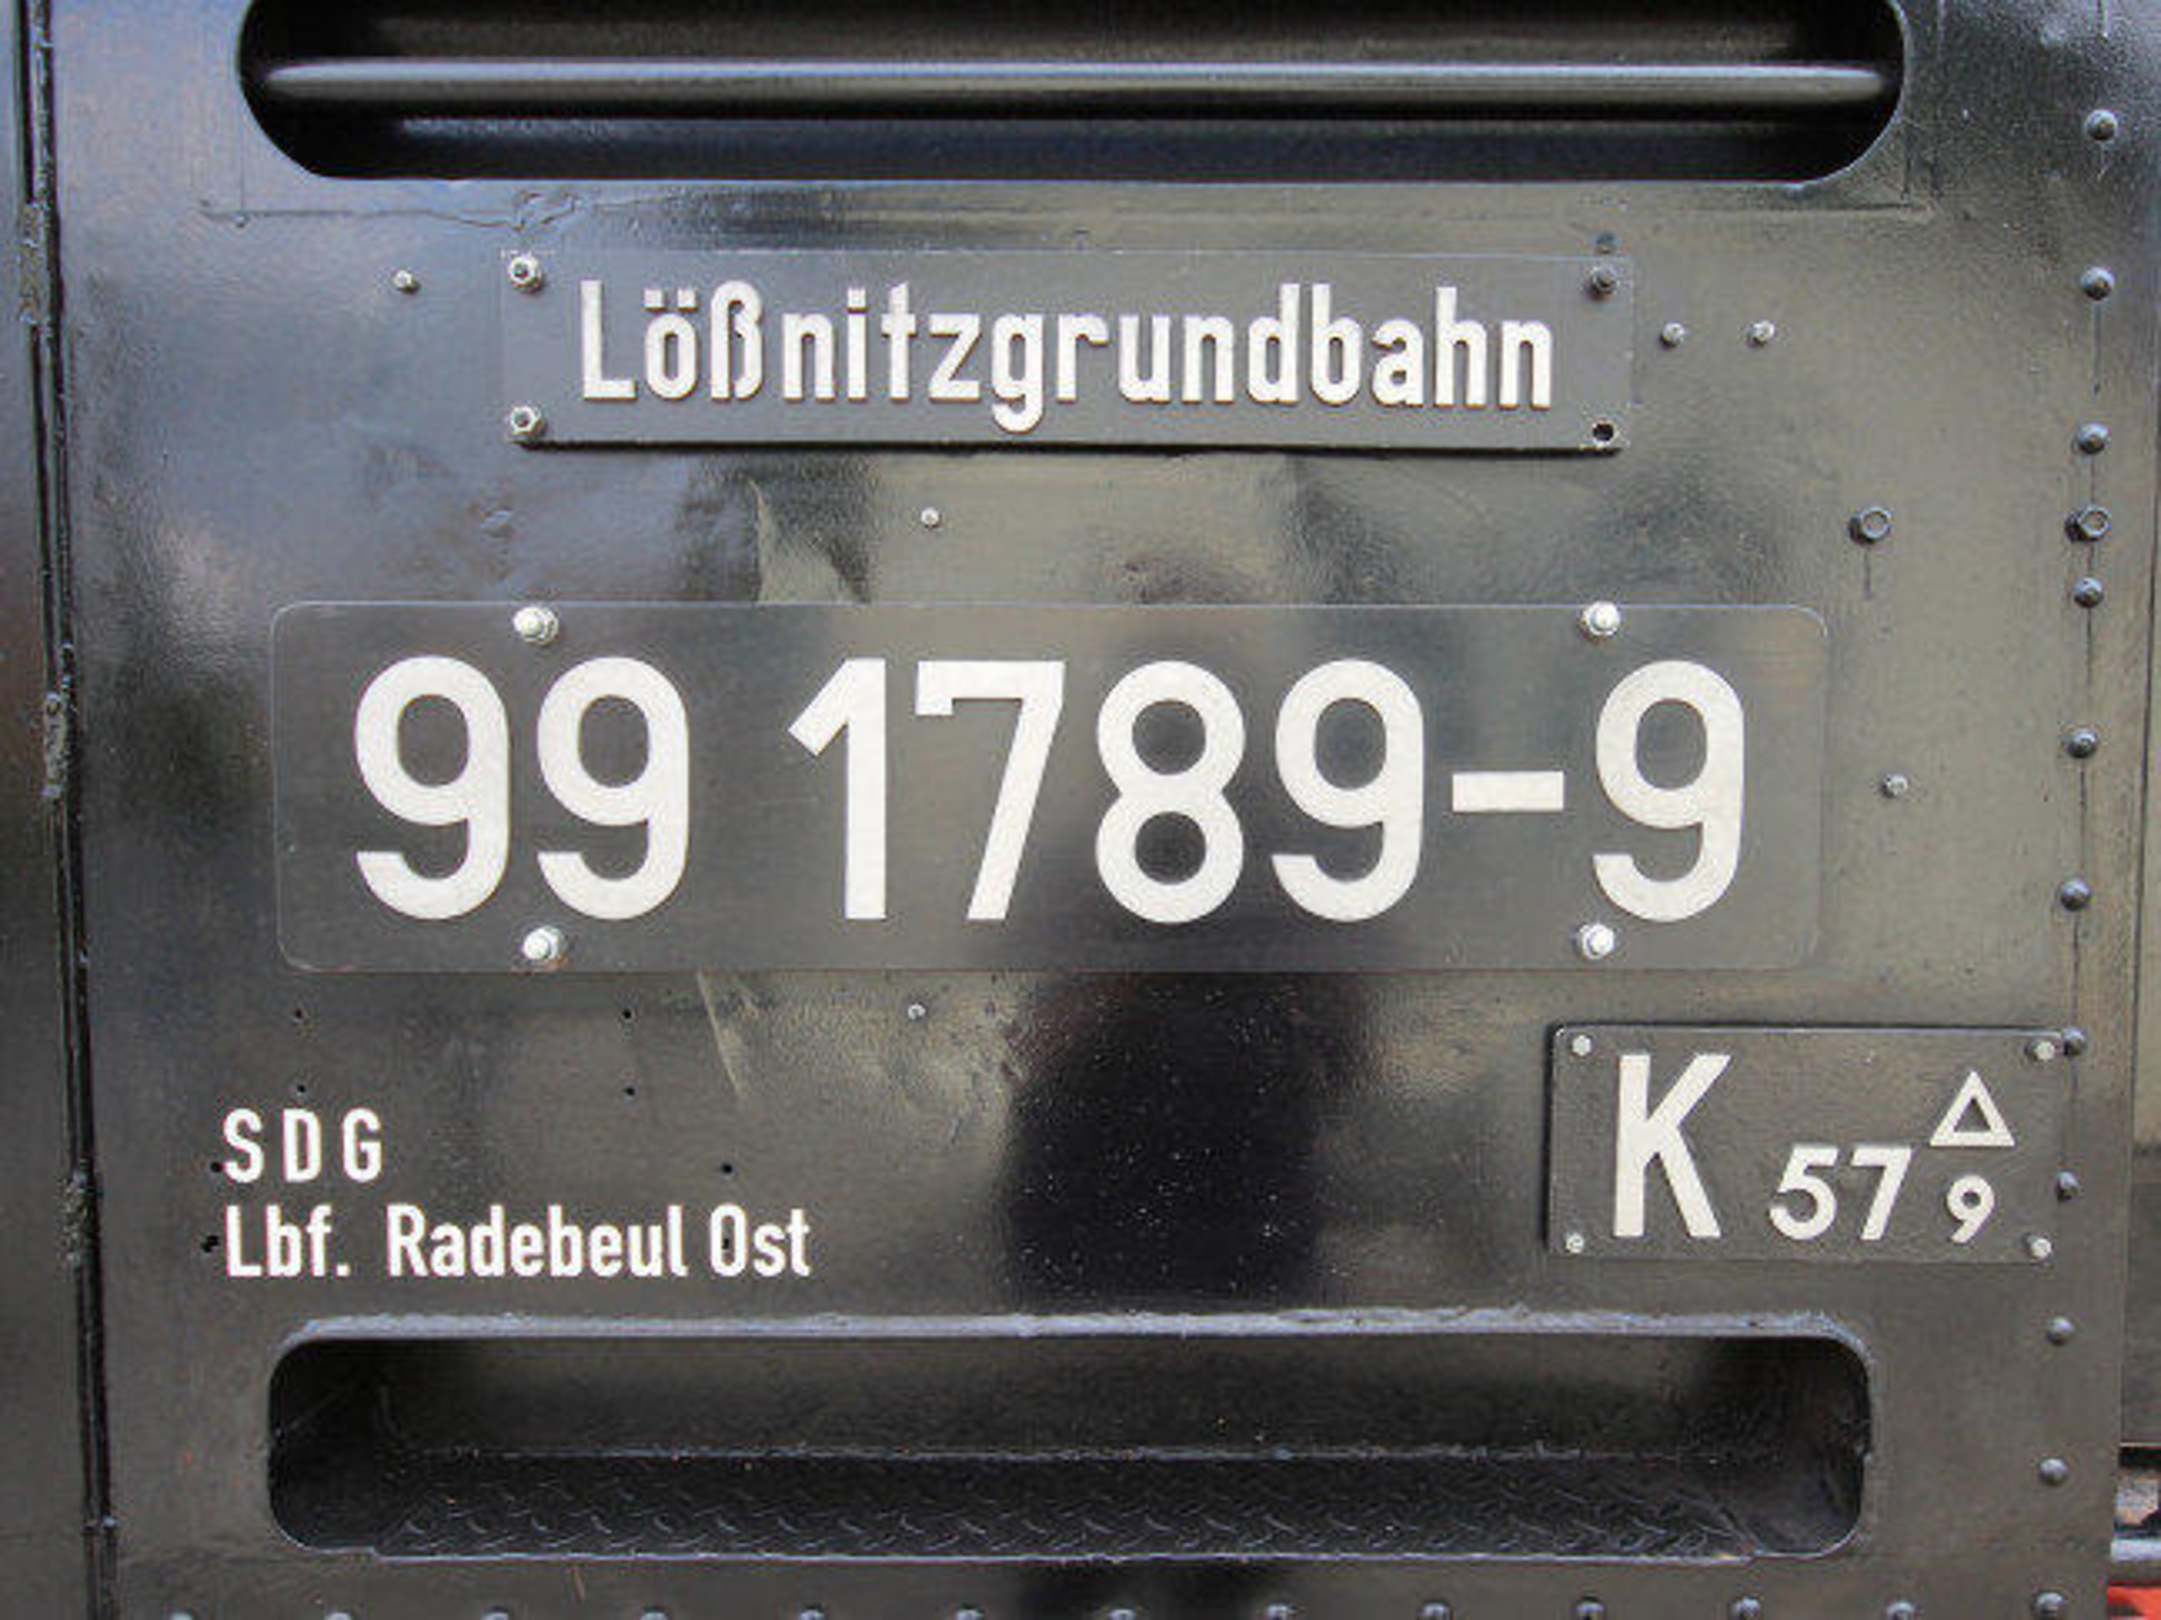 Lößnitzgrundbahn
99 1789-9
SDG
Lbf. Radebeul Ost
K 57 9